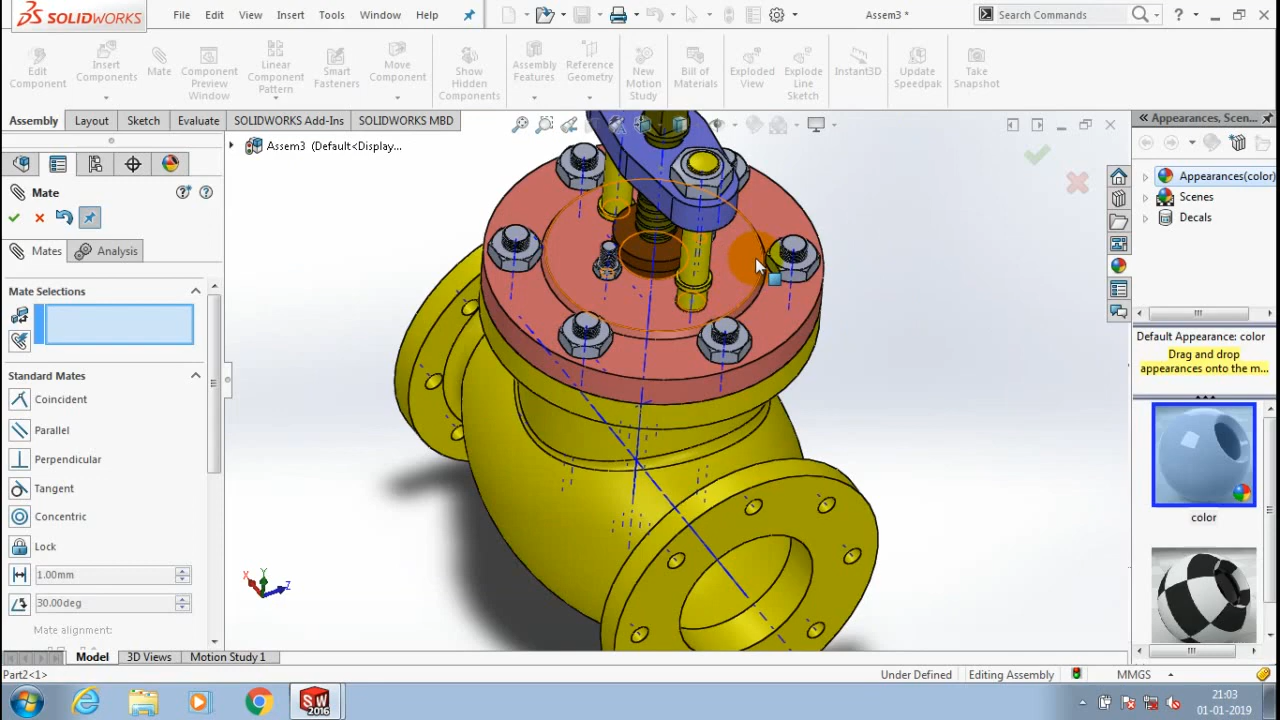 SOLIDWORKS
File Edit View Insert Tools Window Help
Assem3 *
Search Commands
Edit Component
Insert Components
Mate
Component Preview Window
Linear Component Pattern
Smart Fasteners
Move Component
Show Hidden Components
Assembly Features
Reference Geometry
New Motion Study
Bill of Materials
Exploded View
Explode Line Sketch
Instant3D
Update Speedpak
Take Snapshot
Assembly Layout Sketch Evaluate SOLIDWORKS Add-Ins SOLIDWORKS MBD
Assem3 (Default<Display...
Mate
Mates Analysis
Mate Selections
Standard Mates
Coincident
Parallel
Perpendicular
Tangent
Concentric
Lock
1.00mm
30.00deg
Mate alignment:
X Y Z
Appearances, Scen...
Appearances(color)
Scenes
Decals
Default Appearance: color
Drag and drop
appearances onto the m...
color
Model 3D Views Motion Study 1
Part2<1>
Under Defined Editing Assembly MMGS
SW 2016
21:03
01-01-2019